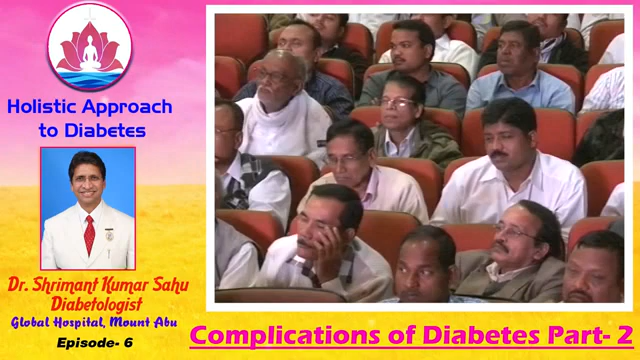 Holistic Approach
to Diabetes
Dr. Shrimant Kumar Sahu
Diabetologist
Global Hospital, Mount Abu
Episode- 6
Complications of Diabetes Part- 2